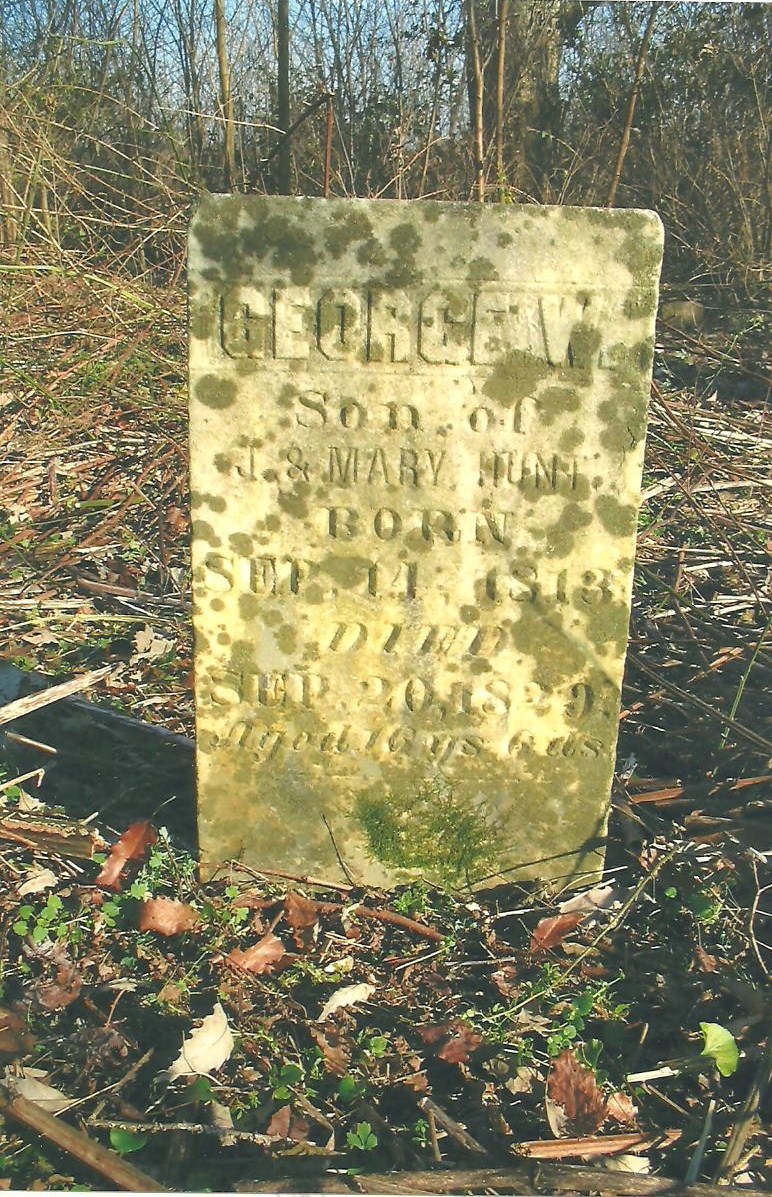 GEORGE W.
Son of
J. & MARY HUNT.
BORN
SEP. 14, 1813.
DIED
SEP. 20, 1829.
Aged 16 ys 6 ds